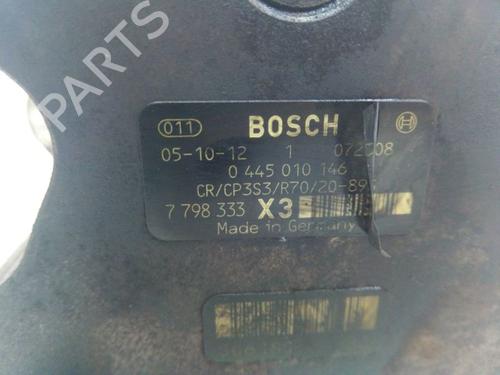 PARTS
011 BOSCH
05-10-12 1
0 445 010 146
CR/CP3S3/R70/20-89
7 798 333 X3
Made in Germany